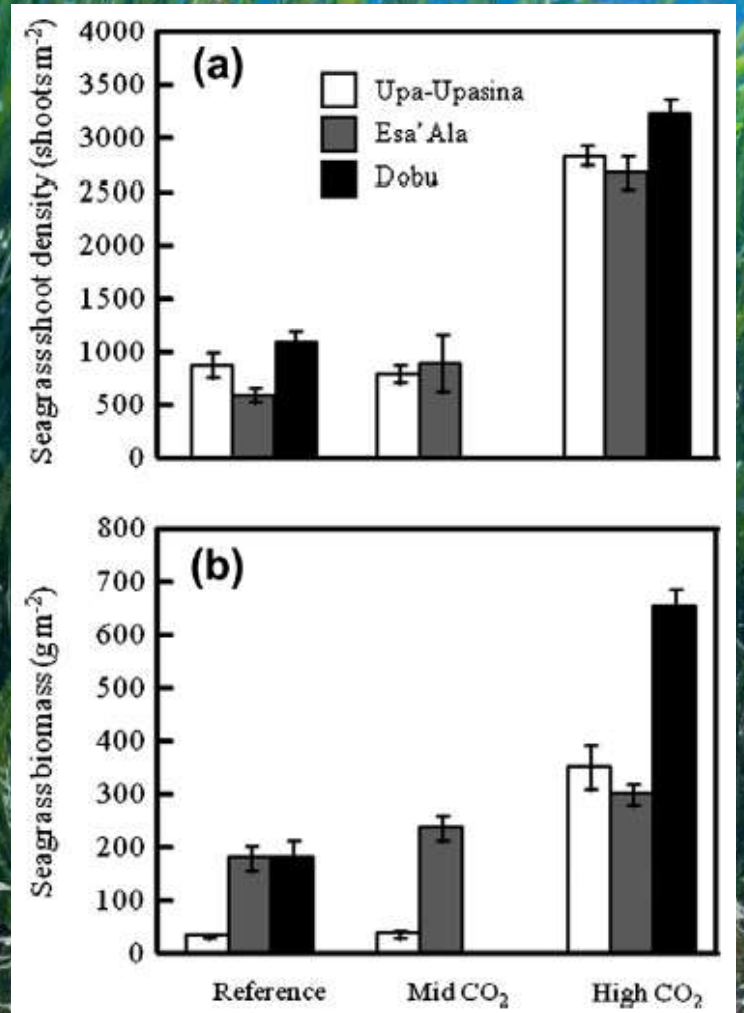 (a)
Upa-Upasina
Esa'Ala
Dobu
Seagrass shoot density (shoots m-2)
4000
3500
3000
2500
2000
1500
1000
500
0
(b)
Seagrass biomass (gm-2)
800
700
600
500
400
300
200
100
0
Reference Mid CO2 High CO2